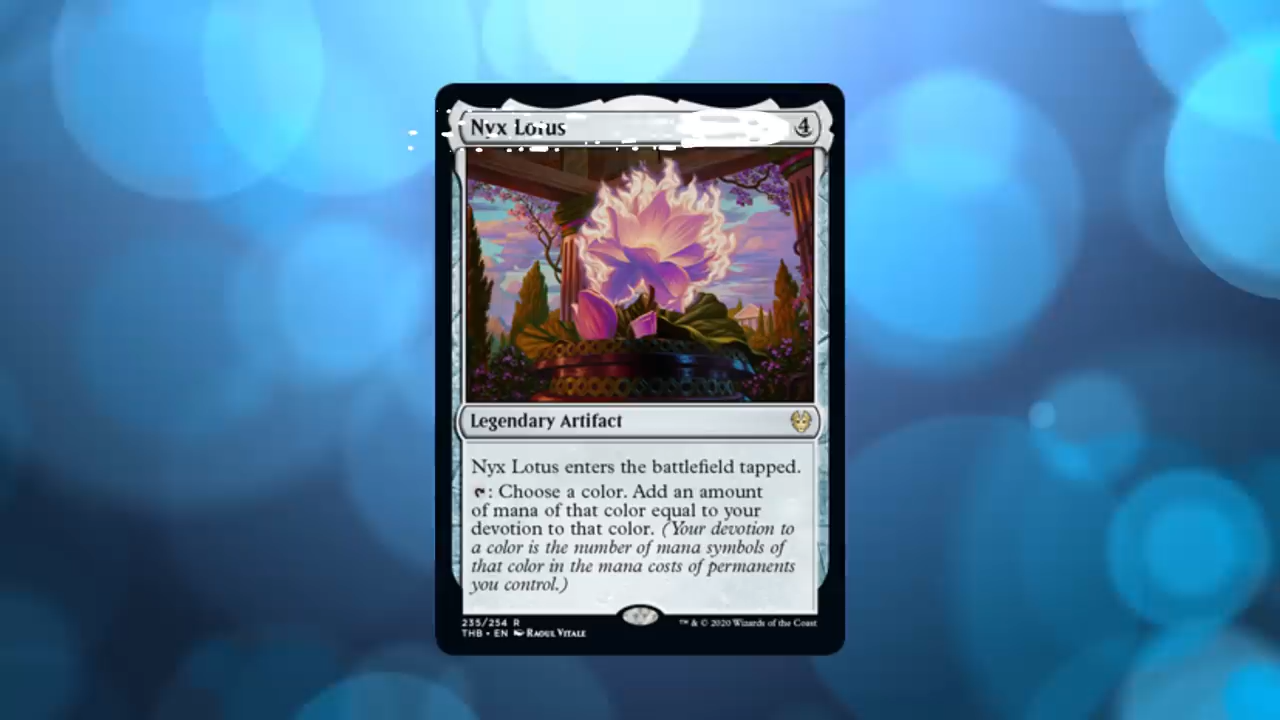 Nyx Lotus 4
Legendary Artifact
Nyx Lotus enters the battlefield tapped.
: Choose a color. Add an amount
of mana of that color equal to your
devotion to that color. (Your devotion to
a color is the number of mana symbols of
that color in the mana costs of permanents
you control.)
235/254 R
THB • EN Raoul Vitale
™ & © 2020 Wizards of the Coast